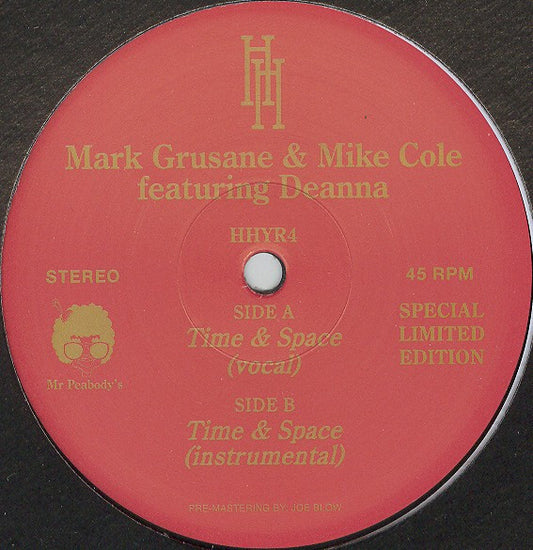 HHH
Mark Grusane & Mike Cole
featuring Deanna
HHYR4
STEREO
45 RPM
SIDE A
Time & Space
(vocal)
SPECIAL
LIMITED
EDITION
Mr Peabody's
SIDE B
Time & Space
(instrumental)
PRE-MASTERING BY: JOE BLOW